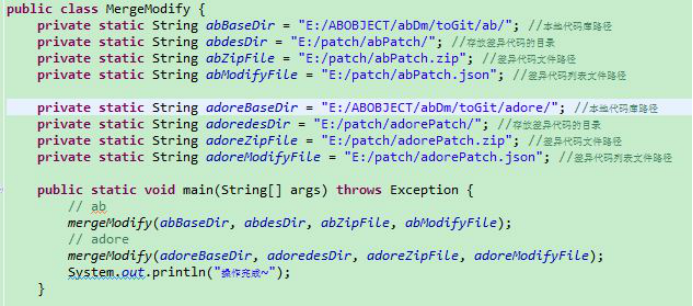 public class MergeModify {
private static String abBaseDir = "E:/ABOBJECT/abDm/toGit/ab/"; //本地代码库路径
private static String abdesDir = "E:/patch/abPatch/"; //存放差异代码的目录
private static String abZipFile = "E:/patch/abPatch.zip"; //差异代码文件路径
private static String abModifyFile = "E:/patch/abPatch.json"; //差异代码列表文件路径
private static String adoreBaseDir = "E:/ABOBJECT/abDm/toGit/adore/"; //本地代码库路径
private static String adoredesDir = "E:/patch/adorePatch/"; //存放差异代码的目录
private static String adoreZipFile = "E:/patch/adorePatch.zip"; //差异代码文件路径
private static String adoreModifyFile = "E:/patch/adorePatch.json"; //差异代码列表文件路径
public static void main(String[] args) throws Exception {
// ab
mergeModify(abBaseDir, abdesDir, abZipFile, abModifyFile);
// adore
mergeModify(adoreBaseDir, adoredesDir, adoreZipFile, adoreModifyFile);
System.out.println("操作完成~");
}